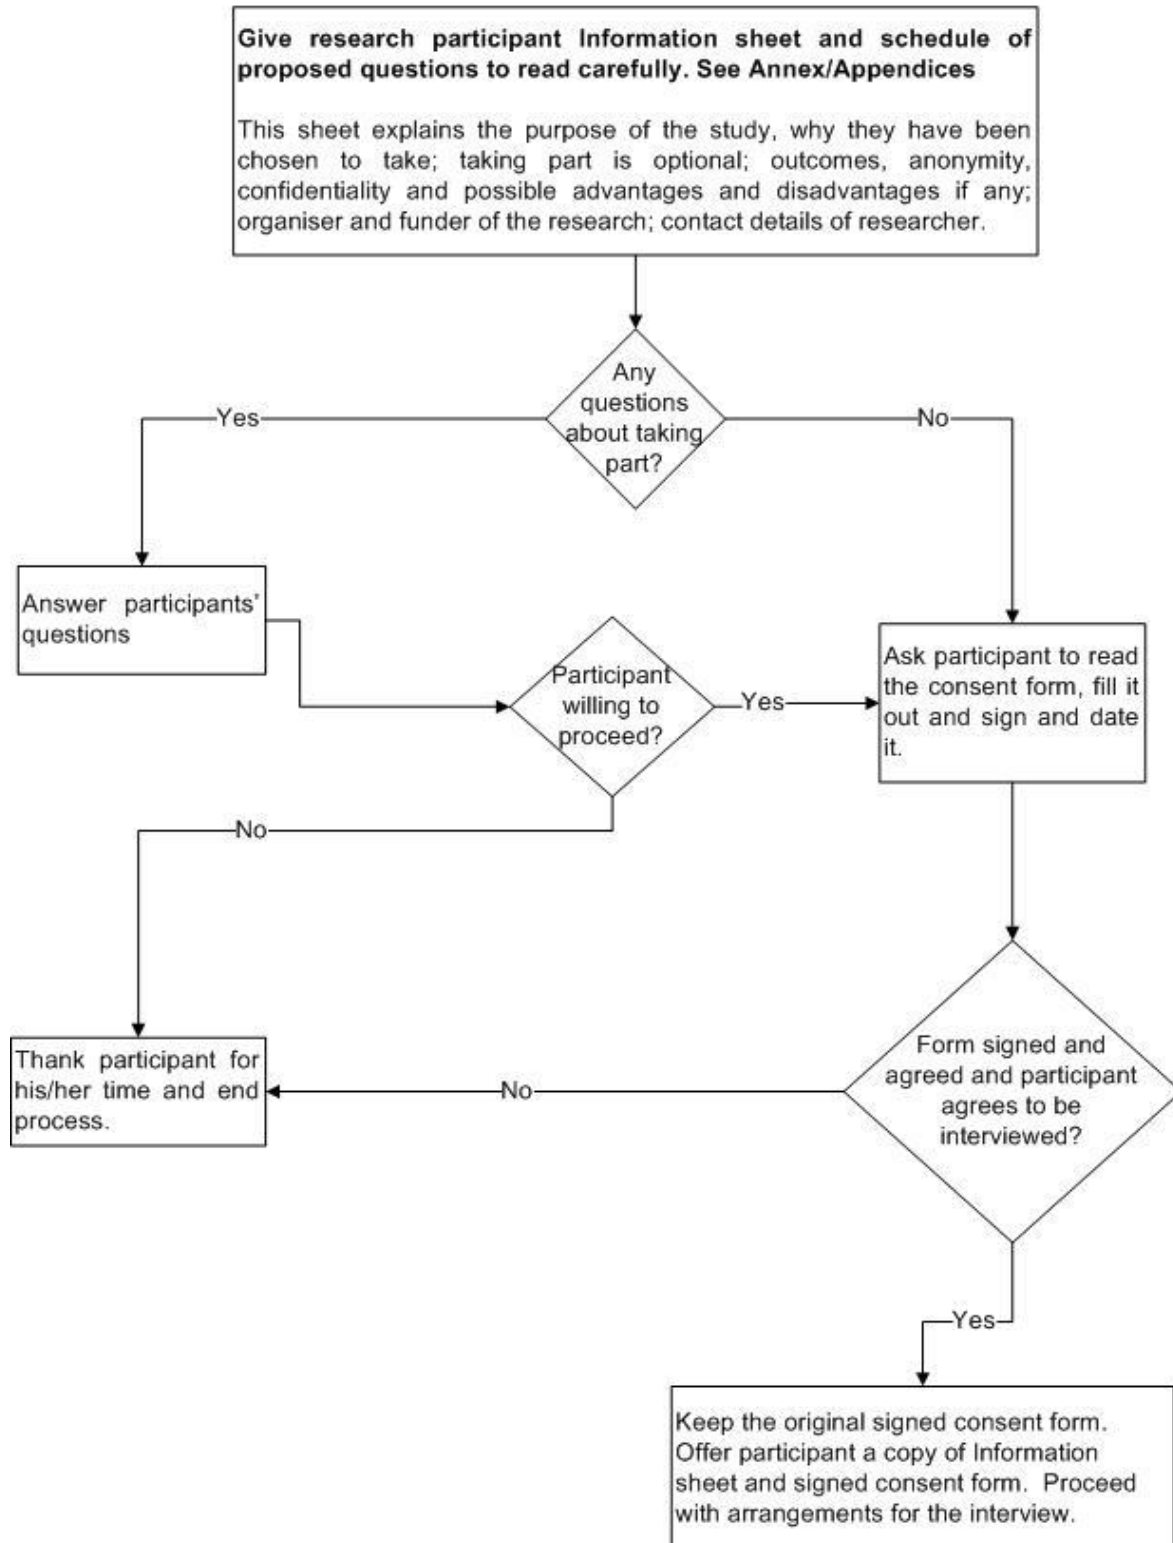 Give research participant Information sheet and schedule of
proposed questions to read carefully. See Annex/Appendices
This sheet explains the purpose of the study, why they have been
chosen to take; taking part is optional; outcomes, anonymity,
confidentiality and possible advantages and disadvantages if any;
organiser and funder of the research; contact details of researcher.
Any
questions
about taking
part?
Yes
No
Answer participants'
questions
Participant
willing to
proceed?
Yes
Ask participant to read
the consent form, fill it
out and sign and date
it.
No
Thank participant for
his/her time and end
process.
No
Form signed and
agreed and participant
agrees to be
interviewed?
Yes
Keep the original signed consent form.
Offer participant a copy of Information
sheet and signed consent form.  Proceed
with arrangements for the interview.